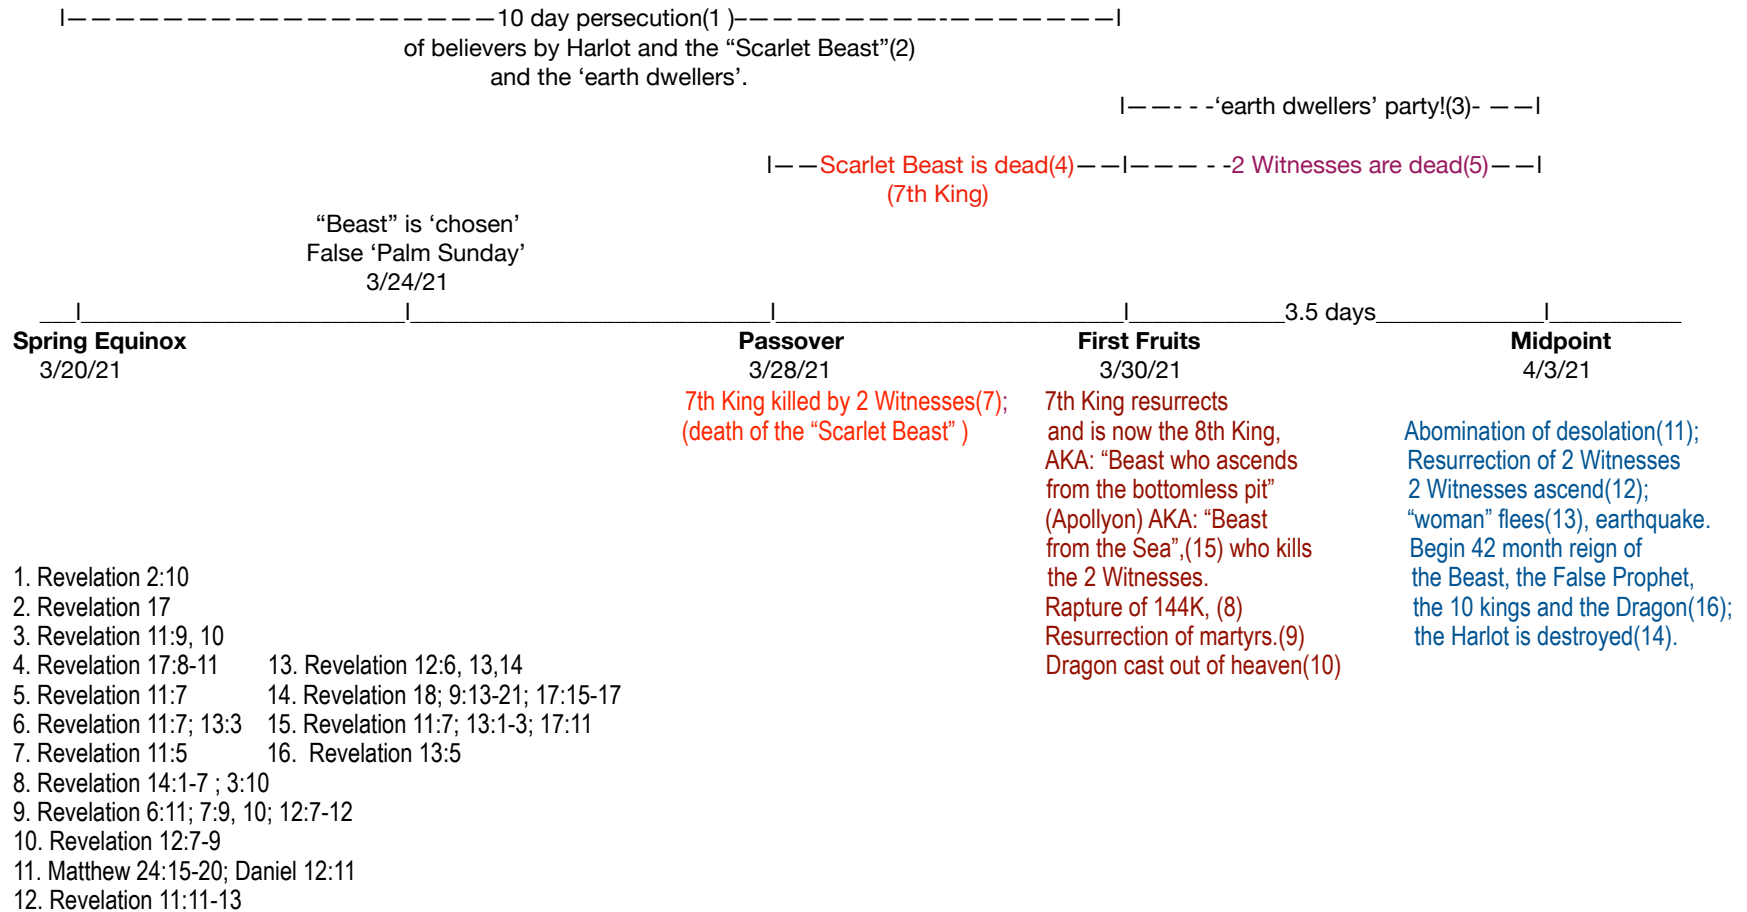 |———————————————————10 day persecution(1 )-—————————-———————|
of believers by Harlot and the “Scarlet Beast”(2)
and the ‘earth dwellers’.
|——- - -‘earth dwellers’ party!(3)- ——|
|——Scarlet Beast is dead(4)——|——— - -2 Witnesses are dead(5)——|
(7th King)
“Beast” is ‘chosen’
False ‘Palm Sunday’
3/24/21
3.5 days
Spring Equinox Passover First Fruits Midpoint
3/20/21 3/28/21 3/30/21 4/3/21
7th King killed by 2 Witnesses(7);
(death of the “Scarlet Beast” )
7th King resurrects
and is now the 8th King,
AKA: “Beast who ascends
from the bottomless pit”
(Apollyon) AKA: “Beast
from the Sea”,(15) who kills
the 2 Witnesses.
Rapture of 144K, (8)
Resurrection of martyrs.(9)
Dragon cast out of heaven(10)
Abomination of desolation(11);
Resurrection of 2 Witnesses
2 Witnesses ascend(12);
“woman” flees(13), earthquake.
Begin 42 month reign of
the Beast, the False Prophet,
the 10 kings and the Dragon(16);
the Harlot is destroyed(14).
1. Revelation 2:10
2. Revelation 17
3. Revelation 11:9, 10
4. Revelation 17:8-11
5. Revelation 11:7
6. Revelation 11:7; 13:3
7. Revelation 11:5
8. Revelation 14:1-7 ; 3:10
9. Revelation 6:11; 7:9, 10; 12:7-12
10. Revelation 12:7-9
11. Matthew 24:15-20; Daniel 12:11
12. Revelation 11:11-13
13. Revelation 12:6, 13,14
14. Revelation 18; 9:13-21; 17:15-17
15. Revelation 11:7; 13:1-3; 17:11
16. Revelation 13:5